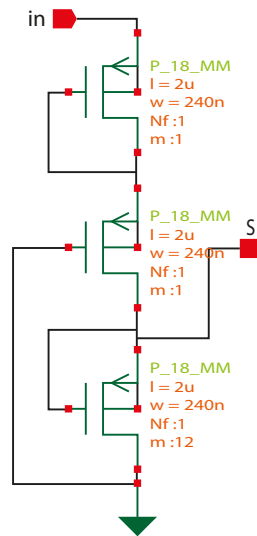 in
P_18_MM
l = 2u
w = 240n
Nf :1
m :1
P_18_MM
S
l = 2u
w = 240n
Nf :1
m :1
P_18_MM
l = 2u
w = 240n
Nf :1
m :12